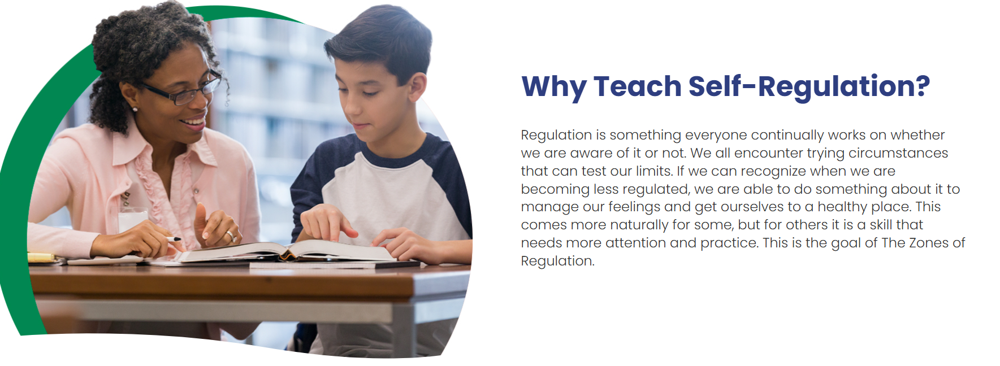 Why Teach Self-Regulation?
Regulation is something everyone continually works on whether
we are aware of it or not. We all encounter trying circumstances
that can test our limits. If we can recognize when we are
becoming less regulated, we are able to do something about it to
manage our feelings and get ourselves to a healthy place. This
comes more naturally for some, but for others it is a skill that
needs more attention and practice. This is the goal of The Zones of
Regulation.